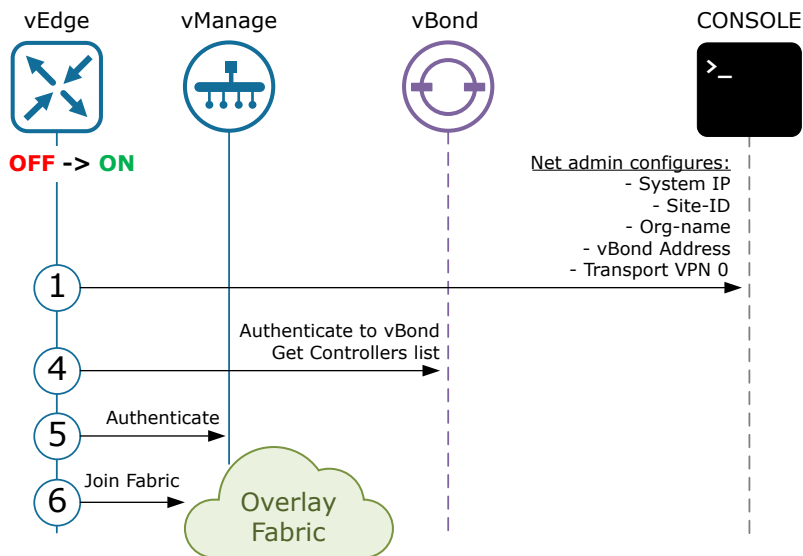 vEdge
vManage
vBond
CONSOLE
>_
OFF -> ON
Net admin configures:
- System IP
- Site-ID
- Org-name
- vBond Address
- Transport VPN 0
1
Authenticate to vBond
Get Controllers list
4
Authenticate
5
Join Fabric
6
Overlay
Fabric